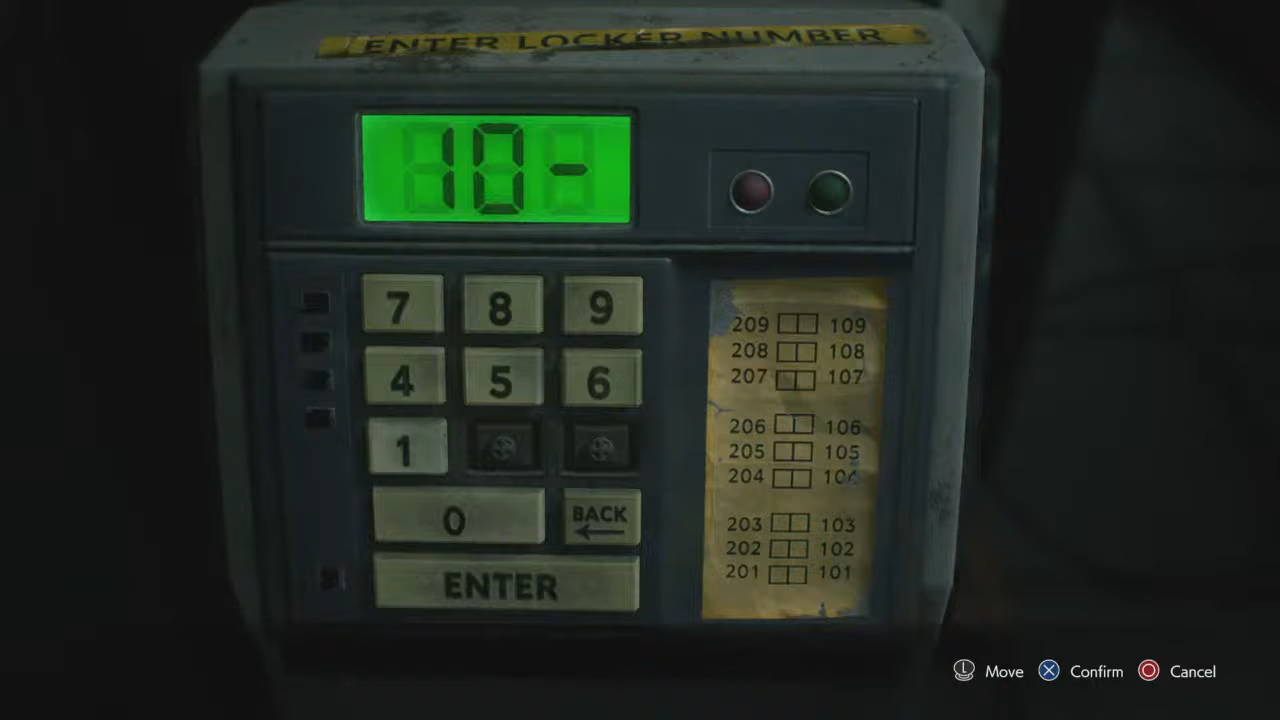 ENTER LOCKER NUMBER
10-
7 8 9
4 5 6
1
0 BACK
ENTER
209 109
208 108
207 107
206 106
205 105
204 104
203 103
202 102
201 101
L Move Confirm Cancel